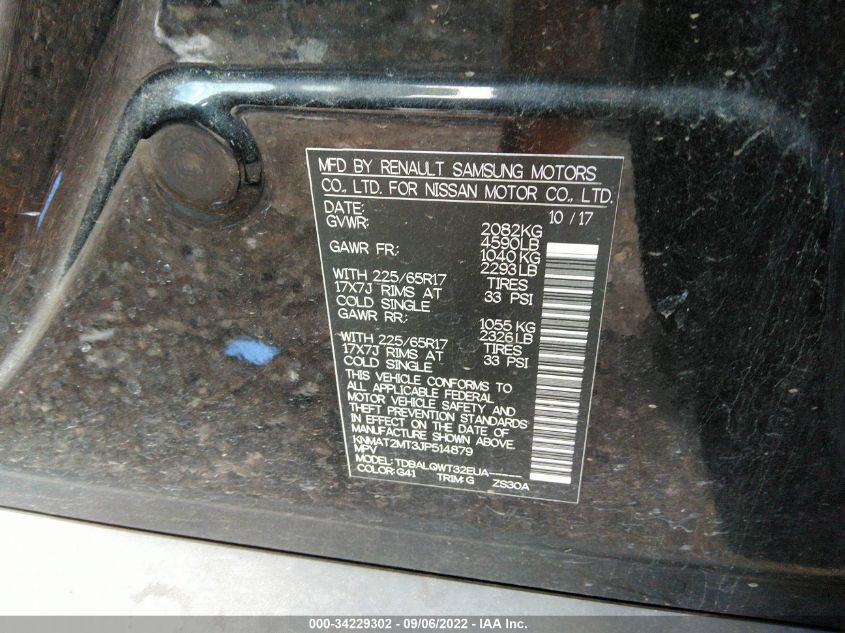 MFD BY RENAULT SAMSUNG MOTORS
CO., LTD. FOR NISSAN MOTOR CO., LTD.
DATE: 10 / 17
GVWR: 2082KG
4590LB
GAWR FR: 1040 KG
2293 LB
WITH 225/65R17 TIRES
17X7J RIMS AT 33 PSI
COLD SINGLE
GAWR RR: 1055 KG
2326 LB
WITH 225/65R17 TIRES
17X7J RIMS AT 33 PSI
COLD SINGLE
THIS VEHICLE CONFORMS TO
ALL APPLICABLE FEDERAL
MOTOR VEHICLE SAFETY AND
THEFT PREVENTION STANDARDS
IN EFFECT ON THE DATE OF
MANUFACTURE SHOWN ABOVE.
KNMAT2MT3JP514879
MPV
MODEL: TDBALQWT32EUA-----
COLOR: G41 TRIM: G ZS30A
000-34229302 - 09/06/2022 - IAA Inc.